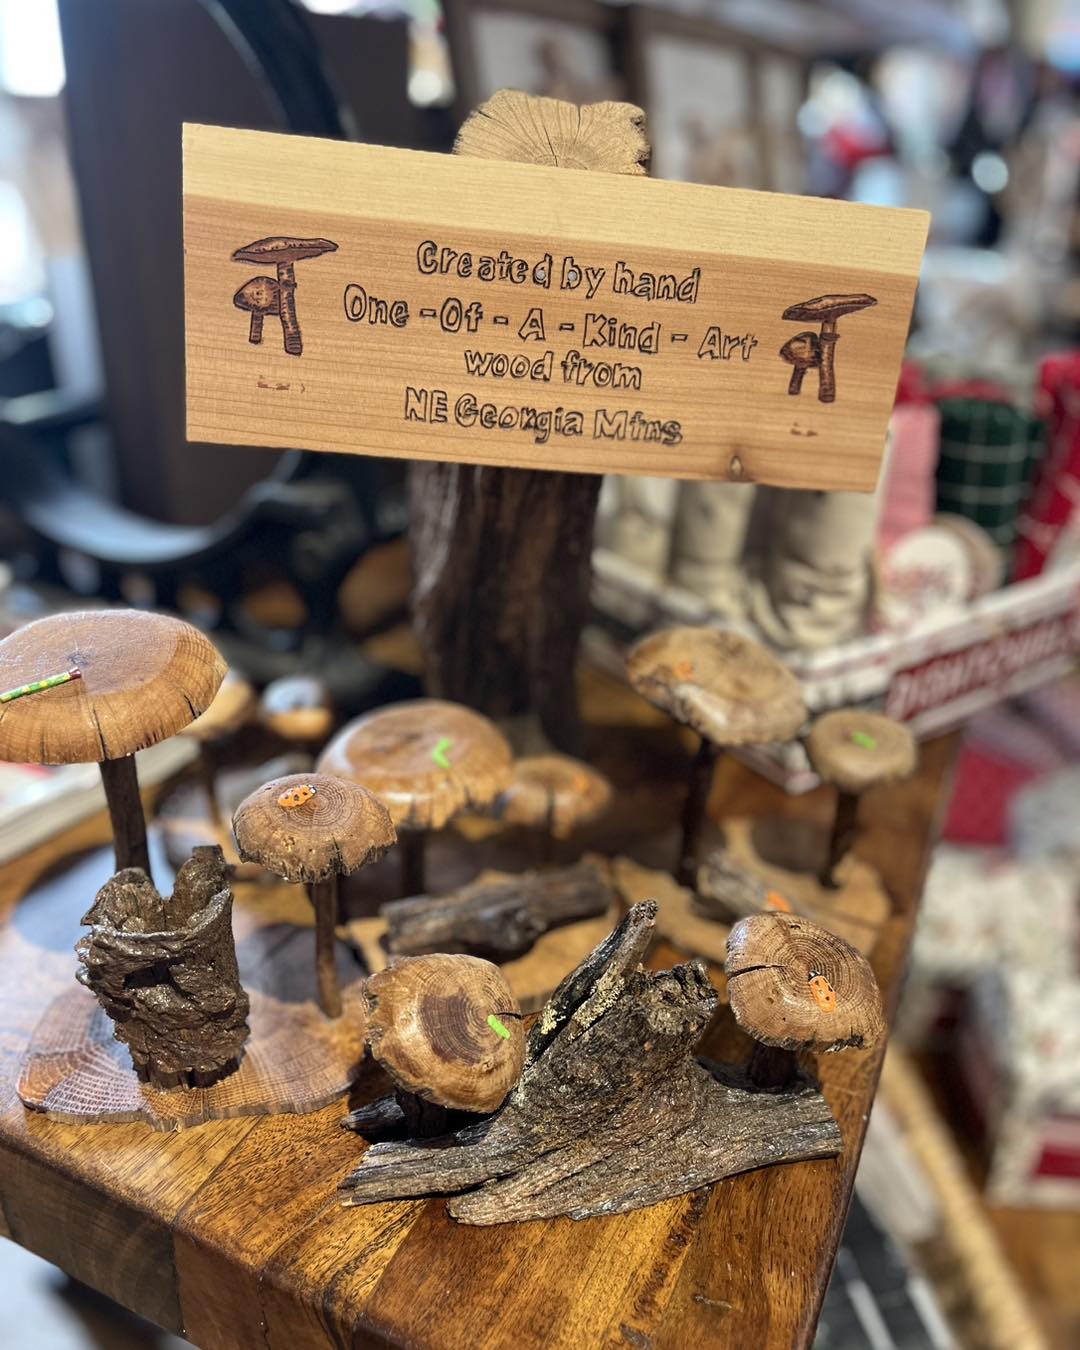 Created by hand
One - Of - A - Kind - Art
wood from
NE Georgia Mtns